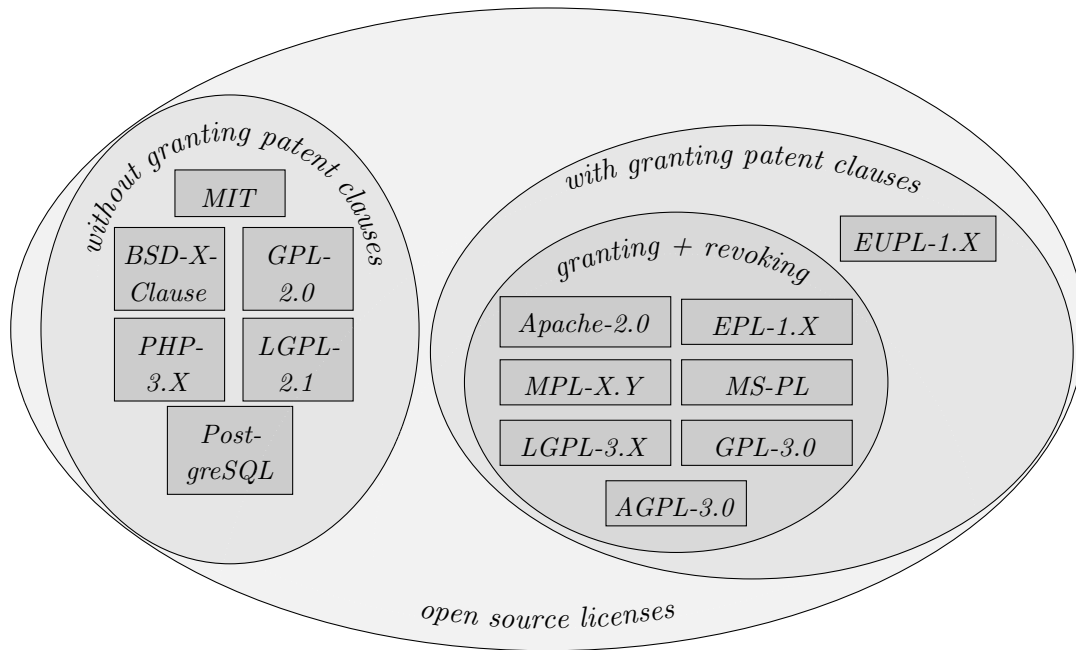 without granting patent clauses
MIT
BSD-X-
Clause
GPL-
2.0
PHP-
3.X
LGPL-
2.1
Post-
greSQL
with granting patent clauses
EUPL-1.X
granting + revoking
Apache-2.0
EPL-1.X
MPL-X.Y
MS-PL
LGPL-3.X
GPL-3.0
AGPL-3.0
open source licenses